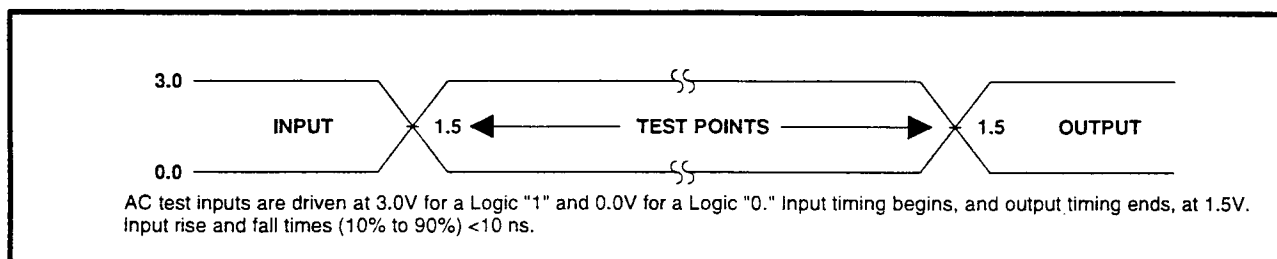 3.0
INPUT 1.5 TEST POINTS 1.5 OUTPUT
0.0
AC test inputs are driven at 3.0V for a Logic "1" and 0.0V for a Logic "0." Input timing begins, and output timing ends, at 1.5V.
Input rise and fall times (10% to 90%) <10 ns.